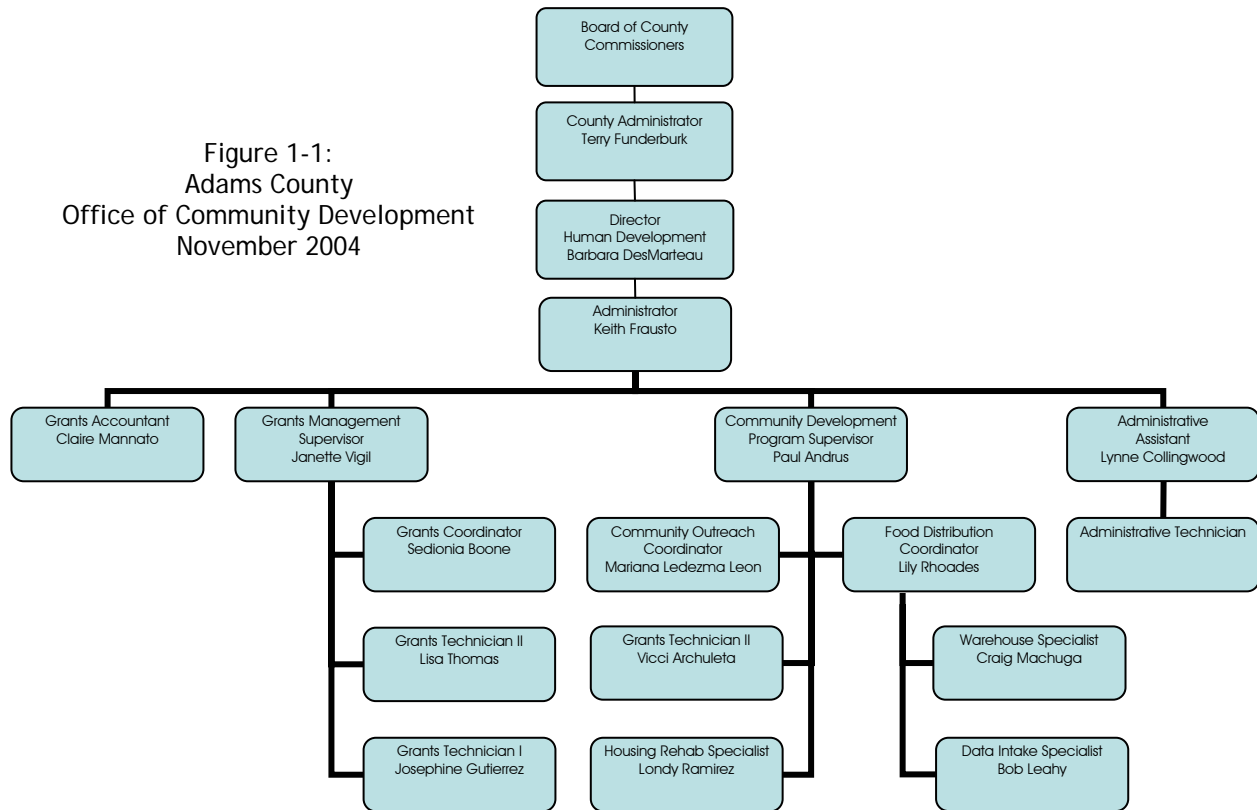 Board of County
Commissioners
County Administrator
Terry Funderburk
Figure 1-1:
Adams County
Office of Community Development
November 2004
Director
Human Development
Barbara DesMarteau
Administrator
Keith Frausto
Grants Accountant
Claire Mannato
Grants Management
Supervisor
Janette Vigil
Community Development
Program Supervisor
Paul Andrus
Administrative
Assistant
Lynne Collingwood
Grants Coordinator
Sedionia Boone
Community Outreach
Coordinator
Mariana Ledezma Leon
Food Distribution
Coordinator
Lily Rhoades
Administrative Technician
Grants Technician II
Lisa Thomas
Grants Technician II
Vicci Archuleta
Warehouse Specialist
Craig Machuga
Grants Technician I
Josephine Gutierrez
Housing Rehab Specialist
Londy Ramirez
Data Intake Specialist
Bob Leahy